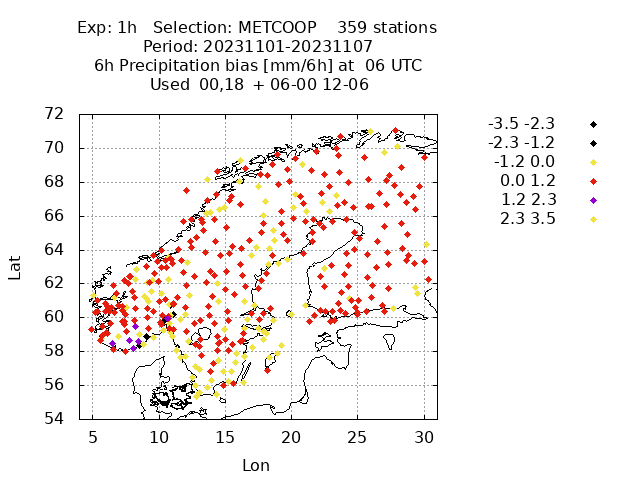 Exp: 1h   Selection: METCOOP    359 stations
Period: 20231101-20231107
6h Precipitation bias [mm/6h] at  06 UTC
Used 00,18  + 06-00 12-06
72
70
68
66
64
62
60
58
56
54
Lat
5 10 15 20 25 30
Lon
-3.5 -2.3
-2.3 -1.2
-1.2 0.0
0.0 1.2
1.2 2.3
2.3 3.5